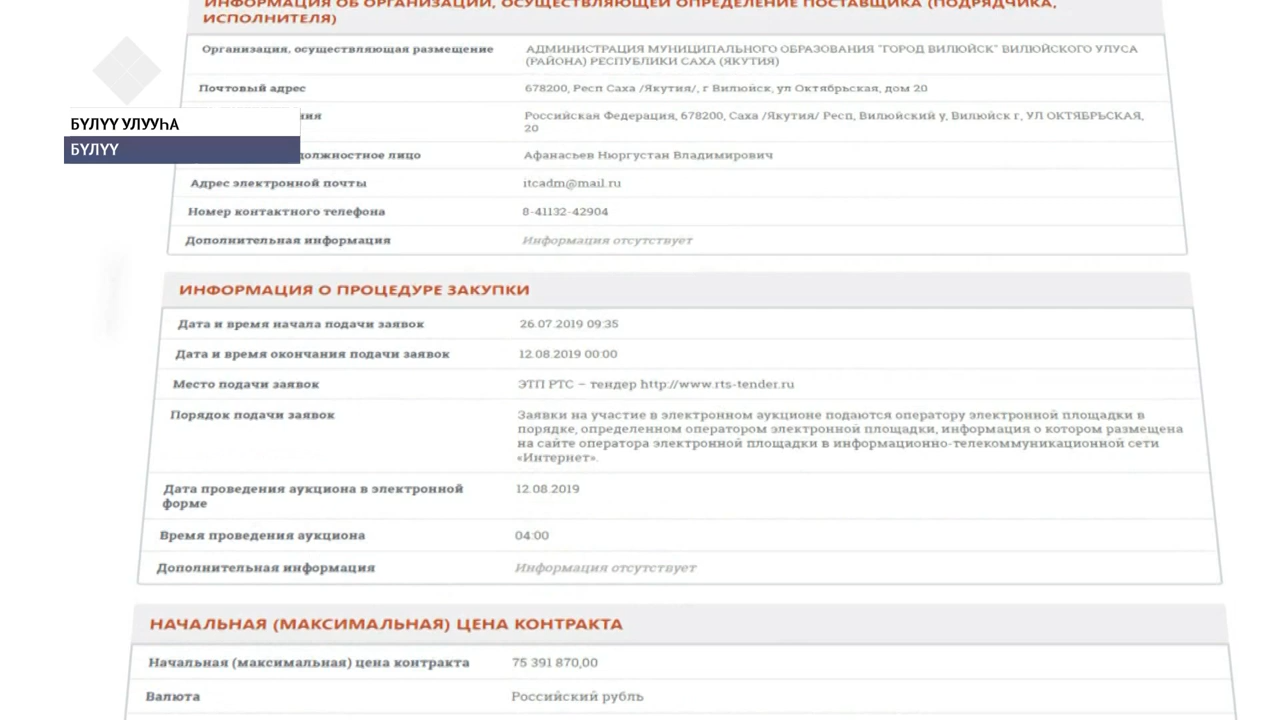 ИНФОРМАЦИЯ ОБ ОРГАНИЗАЦИИ, ОСУЩЕСТВЛЯЮЩЕЙ ОПРЕДЕЛЕНИЕ ПОСТАВЩИКА (ПОДРЯДЧИКА,
ИСПОЛНИТЕЛЯ)
Организация, осуществляющая размещение АДМИНИСТРАЦИЯ МУНИЦИПАЛЬНОГО ОБРАЗОВАНИЯ "ГОРОД ВИЛЮЙСК" ВИЛЮЙСКОГО УЛУСА
(РАЙОНА) РЕСПУБЛИКИ САХА (ЯКУТИЯ)
Почтовый адрес 678200, Респ Саха /Якутия/, г Вилюйск, ул Октябрьская, дом 20
ния Российская Федерация, 678200, Саха /Якутия/ Респ, Вилюйский у, Вилюйск г, УЛ ОКТЯБРЬСКАЯ,
20
БҮЛҮҮ УЛУУҺА
БҮЛҮҮ
должностное лицо Афанасьев Нюргустан Владимирович
Адрес электронной почты itcadm@mail.ru
Номер контактного телефона 8-41132-42904
Дополнительная информация Информация отсутствует
ИНФОРМАЦИЯ О ПРОЦЕДУРЕ ЗАКУПКИ
Дата и время начала подачи заявок 26.07.2019 09:35
Дата и время окончания подачи заявок 12.08.2019 00:00
Место подачи заявок ЭТП РТС – тендер http://www.rts-tender.ru
Порядок подачи заявок Заявки на участие в электронном аукционе подаются оператору электронной площадки в
порядке, определенном оператором электронной площадки, информация о котором размещена
на сайте оператора электронной площадки в информационно-телекоммуникационной сети
«Интернет».
Дата проведения аукциона в электронной 12.08.2019
форме
Время проведения аукциона 04:00
Дополнительная информация Информация отсутствует
НАЧАЛЬНАЯ (МАКСИМАЛЬНАЯ) ЦЕНА КОНТРАКТА
Начальная (максимальная) цена контракта 75 391 870,00
Валюта Российский рубль